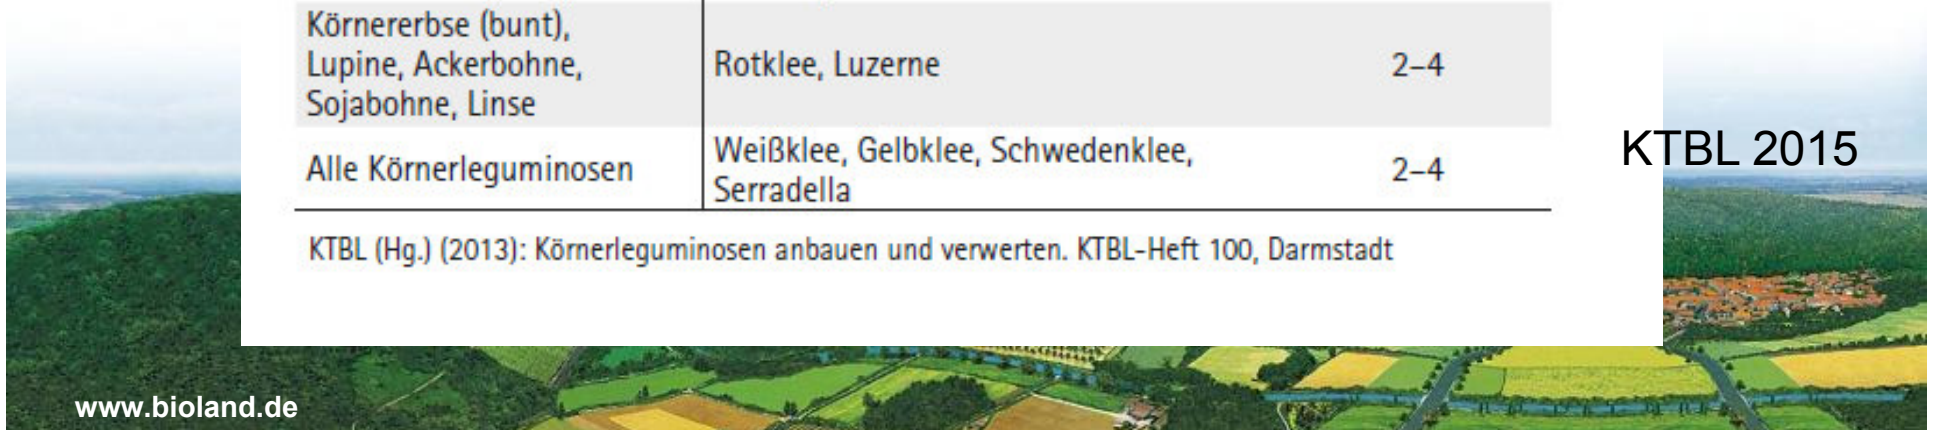 Körnererbse (bunt),
Lupine, Ackerbohne,
Sojabohne, Linse
Rotklee, Luzerne
2–4
Alle Körnerleguminosen
Weißklee, Gelbklee, Schwedenklee,
Serradella
2–4
KTBL 2015
KTBL (Hg.) (2013): Körnerleguminosen anbauen und verwerten. KTBL-Heft 100, Darmstadt
www.bioland.de